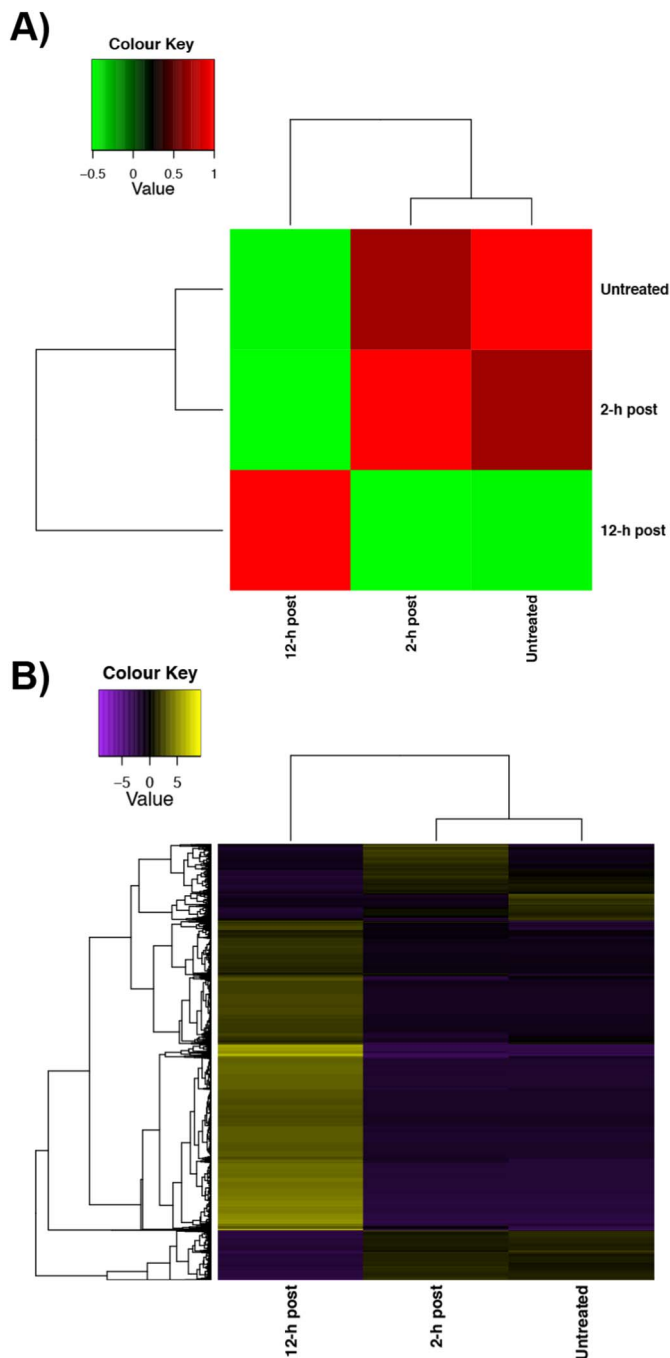 A)
Colour Key
−0.5 0 0.5 1
Value
Untreated
2-h post
12-h post
12-h post
2-h post
Untreated
B)
Colour Key
−5 0 5
Value
12-h post
2-h post
Untreated